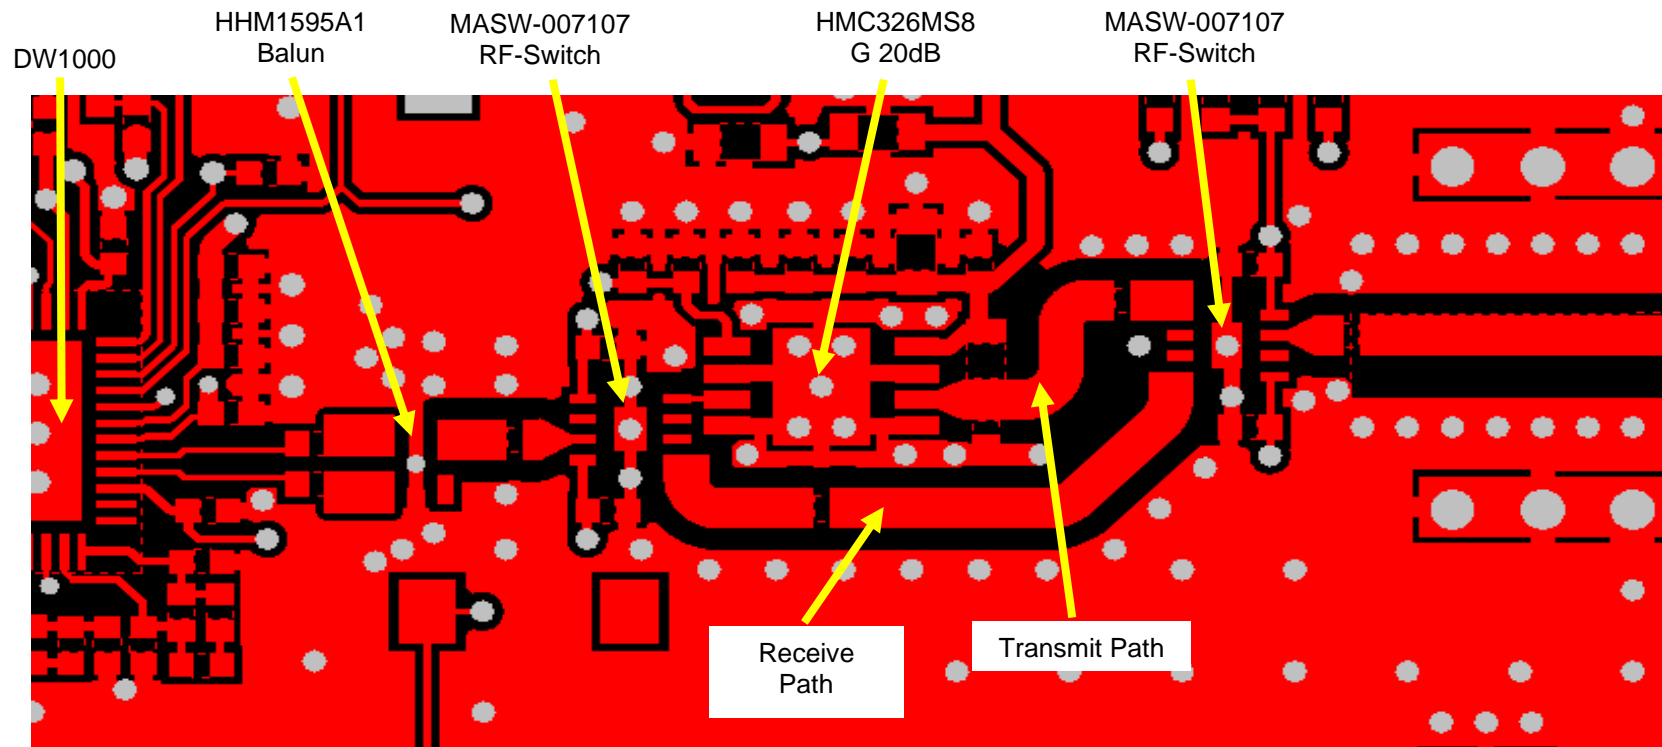 DW1000
HHM1595A1
Balun
MASW-007107
RF-Switch
HMC326MS8
G 20dB
MASW-007107
RF-Switch
Receive
Path
Transmit Path